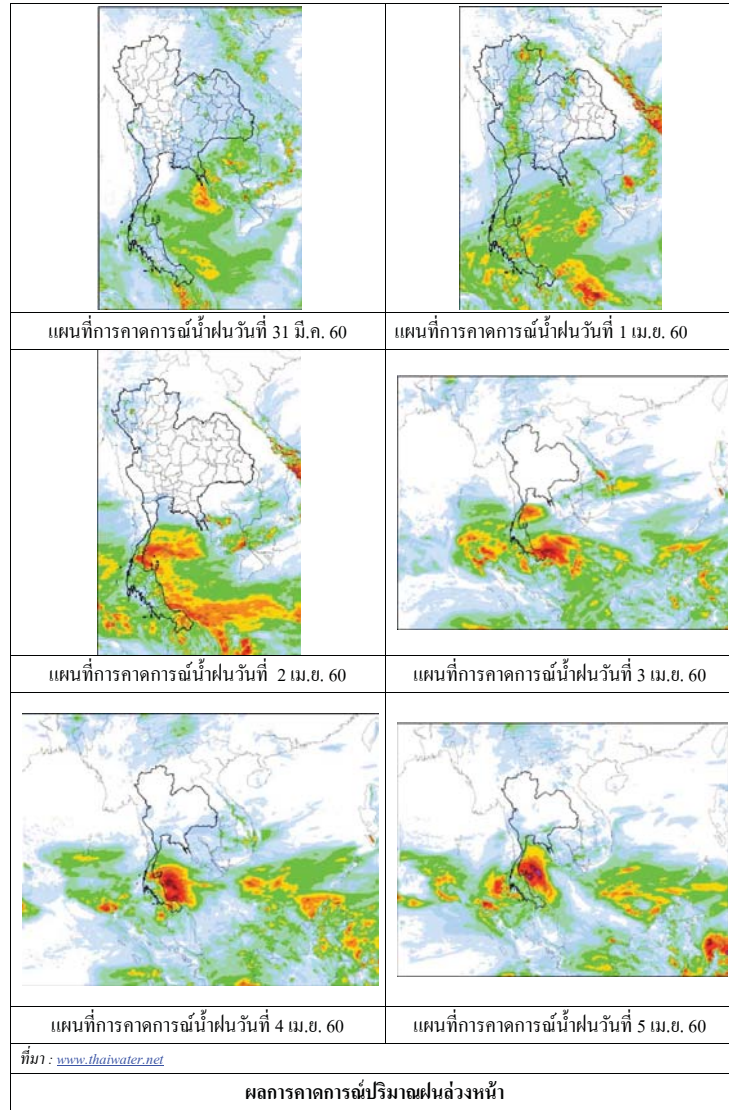 แผนที่การคาดการณ์น้ำฝนวันที่ 31 มี.ค. 60
แผนที่การคาดการณ์น้ำฝนวันที่ 1 เม.ย. 60
แผนที่การคาดการณ์น้ำฝนวันที่ 2 เม.ย. 60
แผนที่การคาดการณ์น้ำฝนวันที่ 3 เม.ย. 60
แผนที่การคาดการณ์น้ำฝนวันที่ 4 เม.ย. 60
แผนที่การคาดการณ์น้ำฝนวันที่ 5 เม.ย. 60
ที่มา : www.thaiwater.net
ผลการคาดการณ์ปริมาณฝนล่วงหน้า